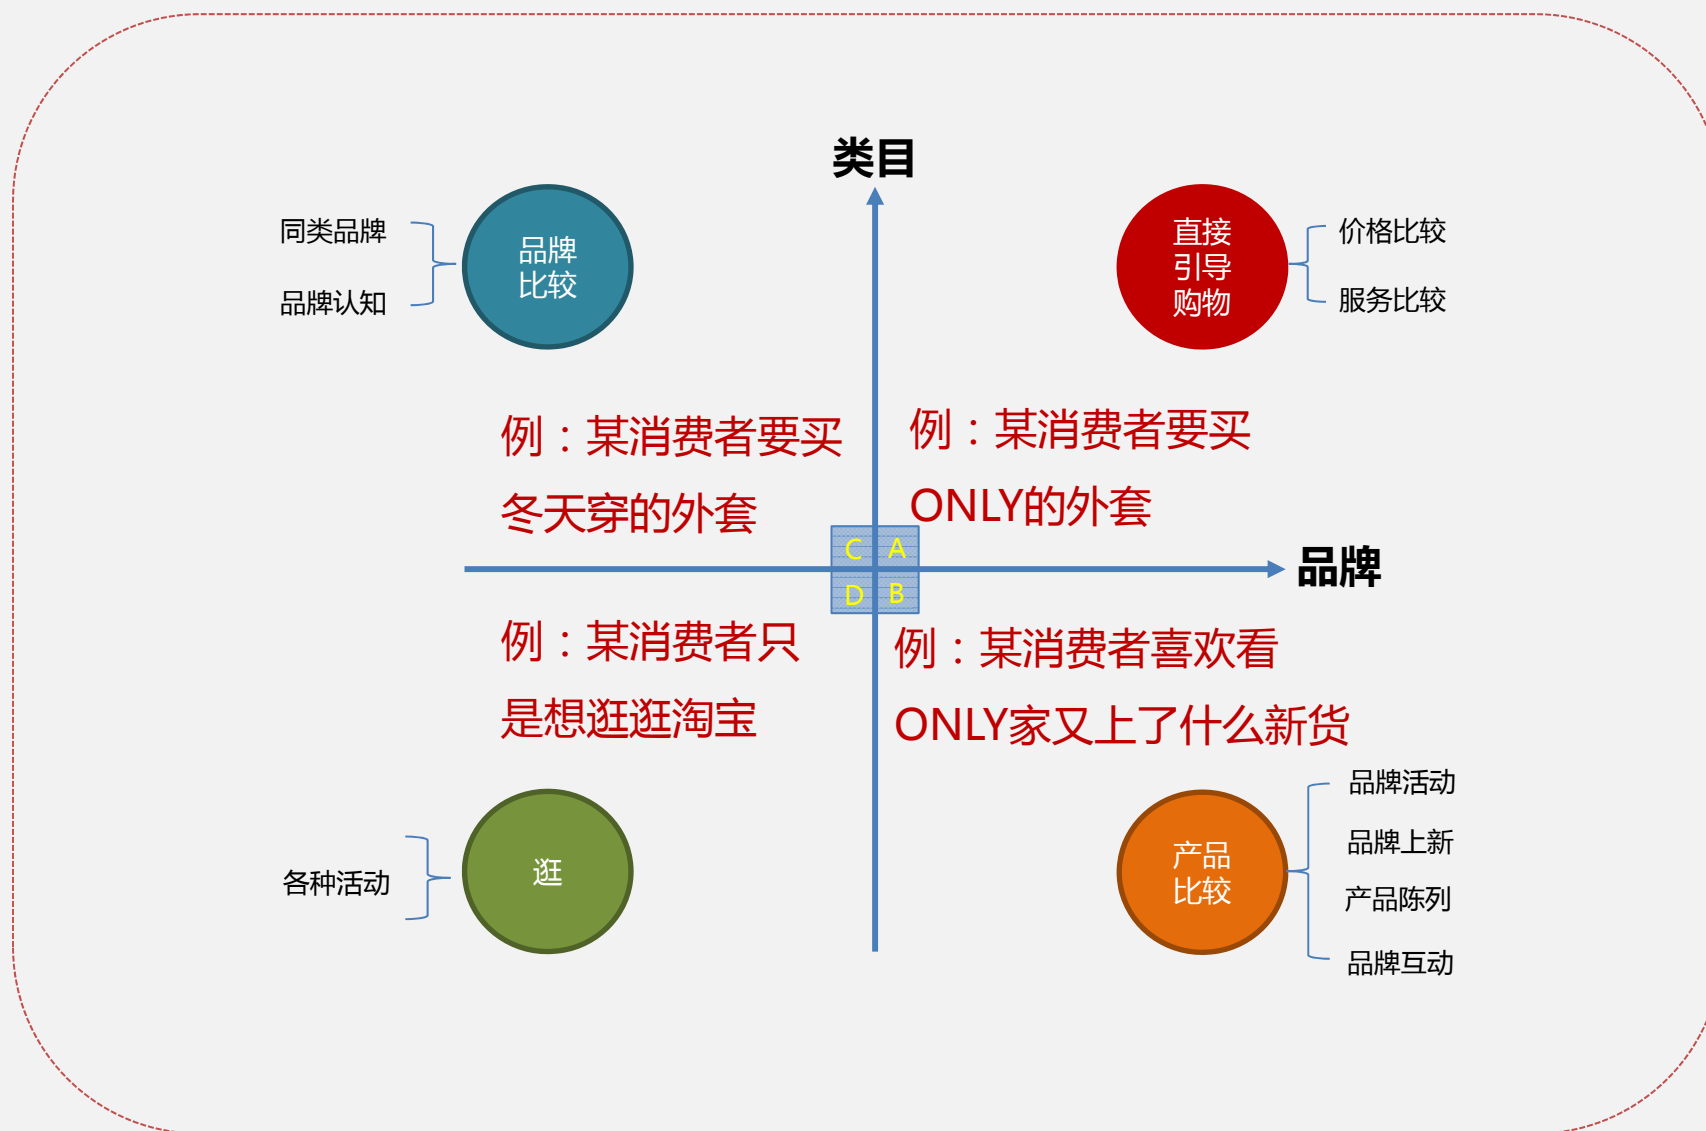 类目
同类品牌
品牌认知
品牌
比较
直接
引导
购物
价格比较
服务比较
例：某消费者要买
冬天穿的外套
例：某消费者要买
ONLY的外套
C
A
D
B
品牌
例：某消费者只
是想逛逛淘宝
例：某消费者喜欢看
ONLY家又上了什么新货
各种活动
逛
产品
比较
品牌活动
品牌上新
产品陈列
品牌互动